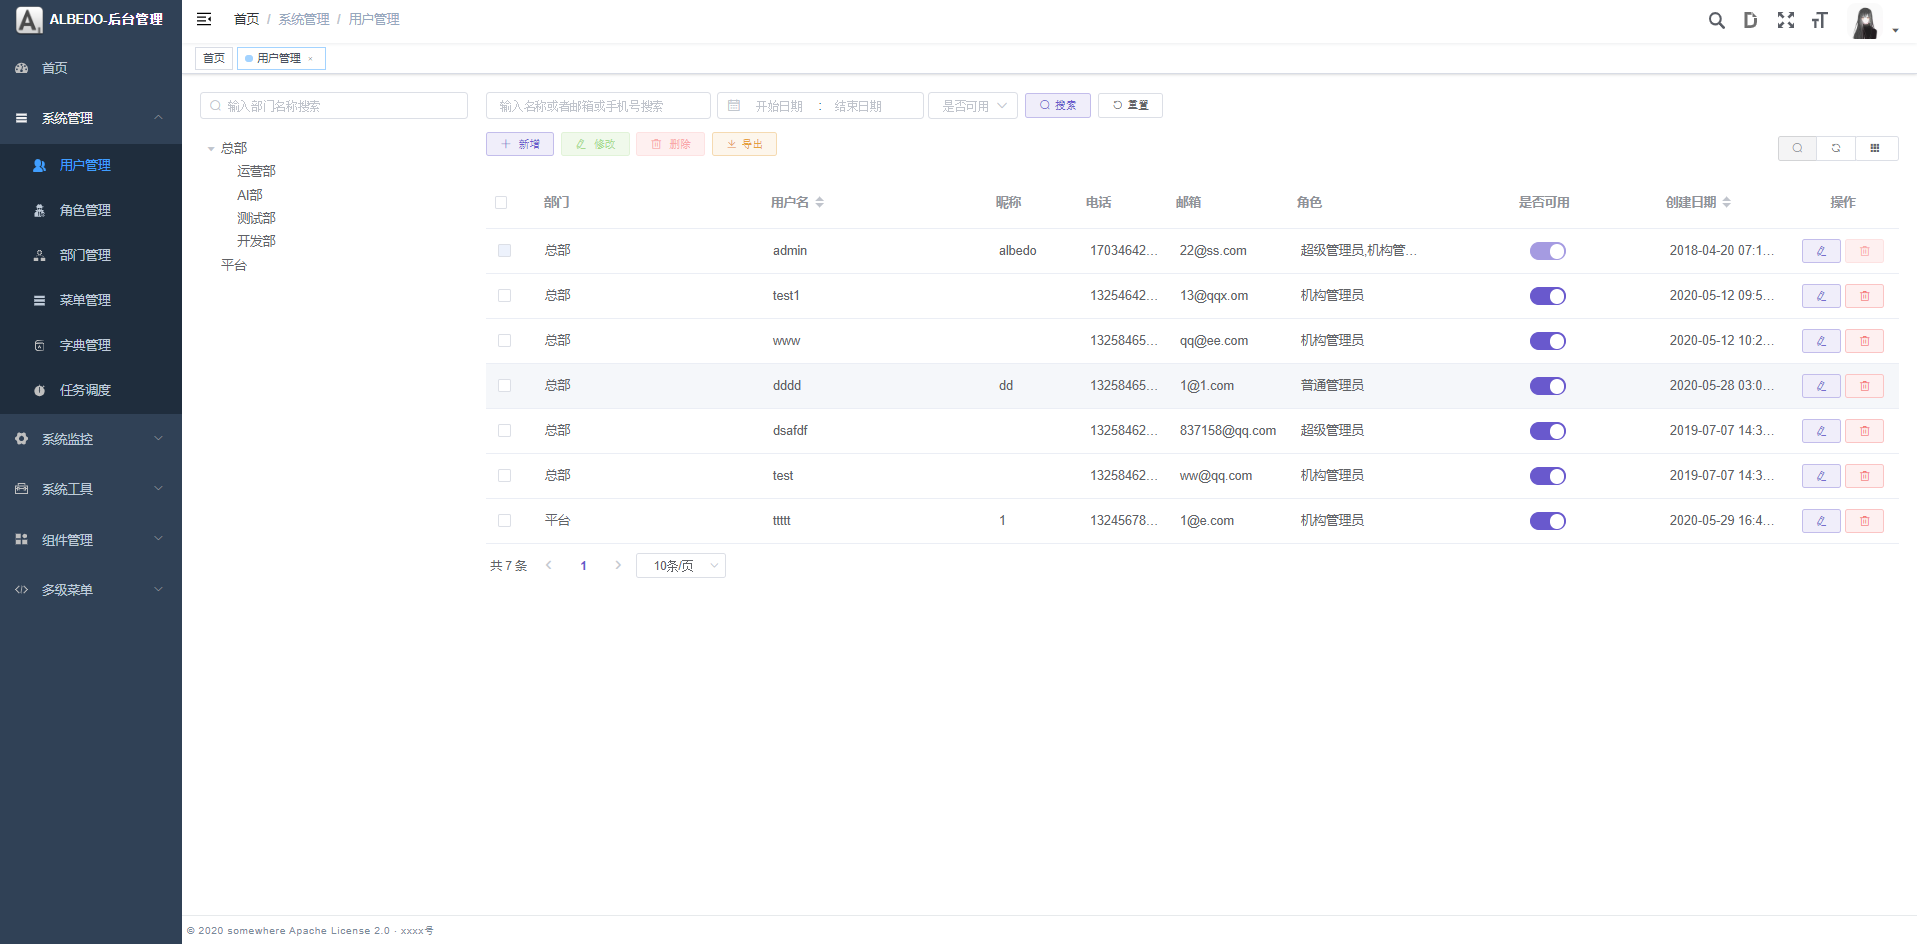 ALBEDO-后台管理
首页
系统管理
用户管理
角色管理
部门管理
菜单管理
字典管理
任务调度
系统监控
系统工具
组件管理
多级菜单
首页 / 系统管理 / 用户管理
首页 用户管理 ×
输入部门名称搜索
总部
运营部
AI部
测试部
开发部
平台
输入名称或者邮箱或手机号搜索 开始日期 : 结束日期 是否可用 搜索 重置
新增 修改 删除 导出
部门 用户名 昵称 电话 邮箱 角色 是否可用 创建日期 操作
总部 admin albedo 17034642... 22@ss.com 超级管理员,机构管... 2018-04-20 07:1...
总部 test1 13254642... 13@qqx.om 机构管理员 2020-05-12 09:5...
总部 www 13258465... qq@ee.com 机构管理员 2020-05-12 10:2...
总部 dddd dd 13258465... 1@1.com 普通管理员 2020-05-28 03:0...
总部 dsafdf 13258462... 837158@qq.com 超级管理员 2019-07-07 14:3...
总部 test 13258462... ww@qq.com 机构管理员 2019-07-07 14:3...
平台 ttttt 1 13245678... 1@e.com 机构管理员 2020-05-29 16:4...
共 7 条 1 10条/页
© 2020 somewhere Apache License 2.0 · xxxx号